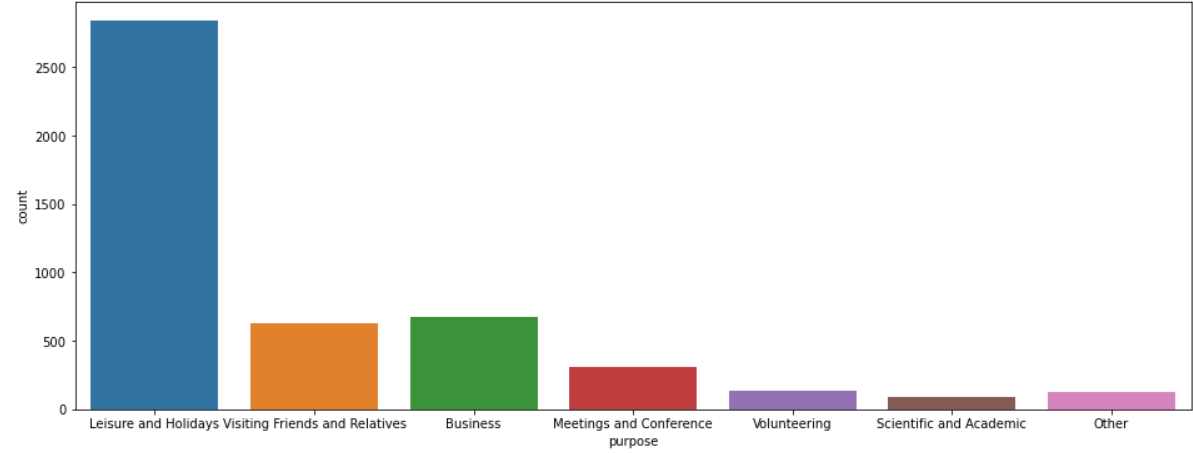 2500
2000
1500
1000
500
0
count
Leisure and Holidays Visiting Friends and Relatives Business Meetings and Conference Volunteering Scientific and Academic Other
purpose